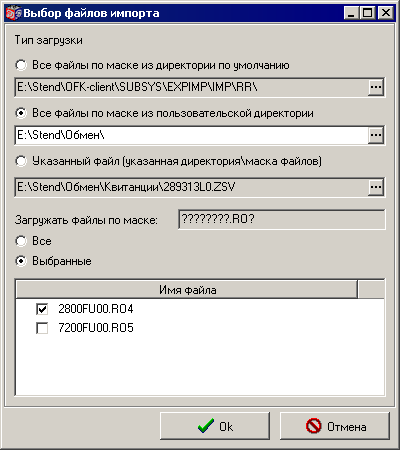 Выбор файлов импорта
Тип загрузки
Все файлы по маске из директории по умолчанию
E:\Stend\OFK-client\SUBSYS\EXPIMP\IMP\RR\
Все файлы по маске из пользовательской директории
E:\Stend\Обмен\
Указанный файл (указанная директория\маска файлов)
E:\Stend\Обмен\Квитанции\289313L0.ZSV
Загружать файлы по маске: ????????.RO?
Все
Выбранные
Имя файла
2800FU00.RO4
7200FU00.RO5
Ok Отмена